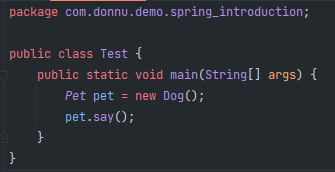 package com.donnu.demo.spring_introduction;
public class Test {
public static void main(String[] args) {
Pet pet = new Dog();
pet.say();
}
}